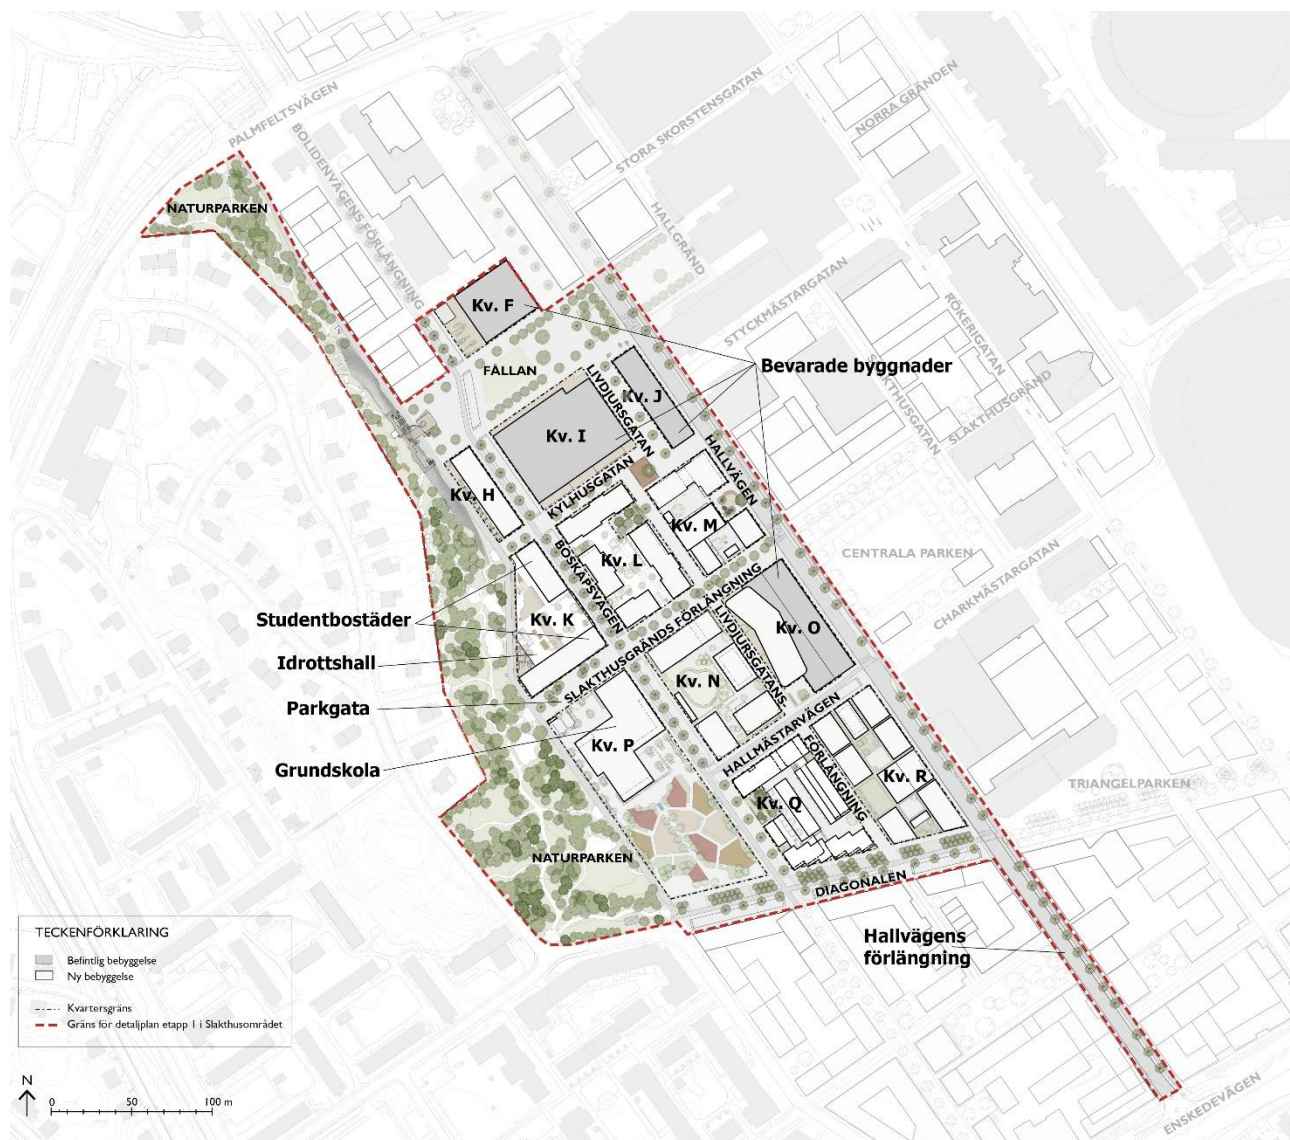 PALMFELTSVÄGEN
BOLIDENVÄGENS FÖRLÄNGNING
STORA SKORSTENSGATAN
NORRA GRÄNDEN
NATURPARKEN
HALLGRÄND
STYCKMÄSTARGATAN
RÖKERIGATAN
SLAKTHUSGATAN
SLAKTHUSGRÄND
Kv. F
FÅLLAN
Bevarade byggnader
LIVDJURSGATAN
Kv. J
Kv. I
HALLVÄGEN
KYLHUSGATAN
Kv. H
Kv. M
BOSKAPSVÄGEN
Kv. L
CENTRALA PARKEN
CHARKMÄSTARGATAN
Studentbostäder
Kv. K
SLAKTHUSGRÄNDS FÖRLÄNGNING
Kv. O
Idrottshall
LIVDJURSGATANS
FÖRLÄNGNING
Kv. N
Parkgata
HALLMÄSTARVÄGEN
Kv. P
Grundskola
Kv. R
TRIANGELPARKEN
Kv. Q
NATURPARKEN
DIAGONALEN
Hallvägens
förlängning
TECKENFÖRKLARING
Befintlig bebyggelse
Ny bebyggelse
Kvartersgräns
Gräns för detaljplan etapp 1 i Slakthusområdet
N
0 50 100 m
ENSKEDEVÄGEN